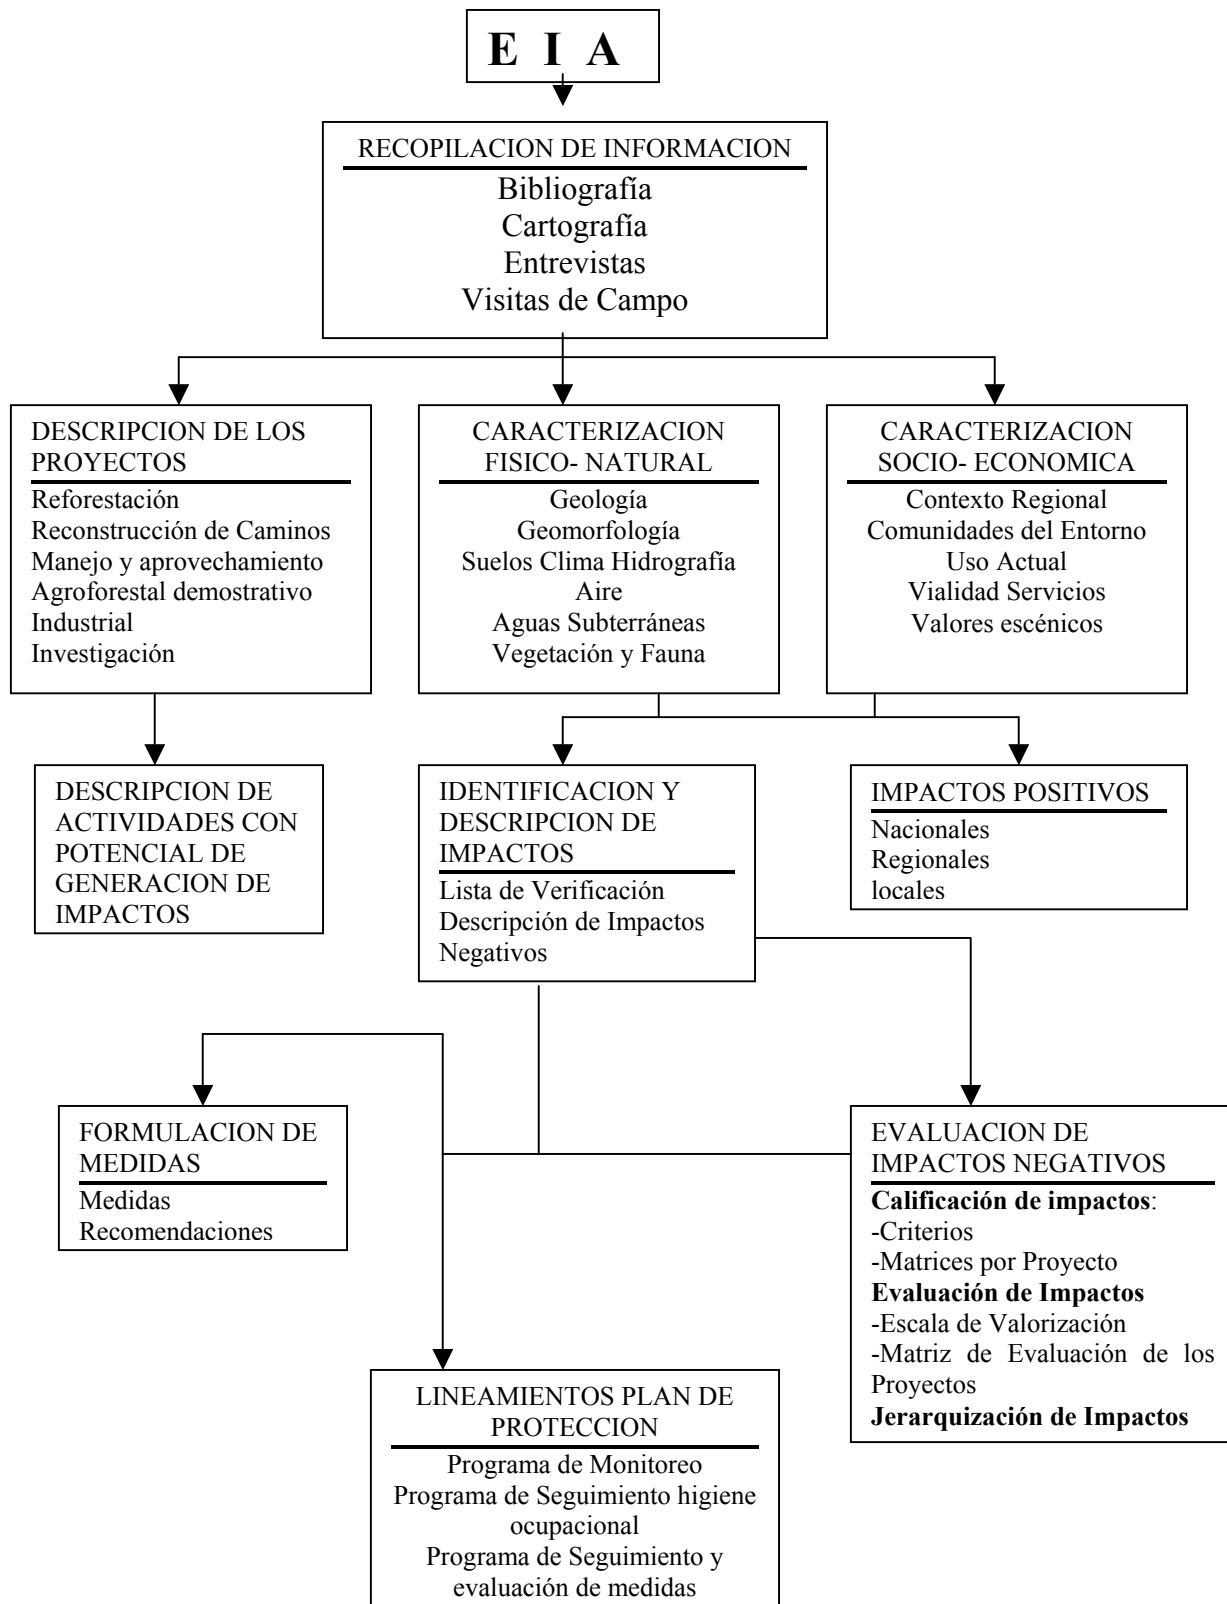 E I A
RECOPILACION DE INFORMACION
Bibliografía
Cartografía
Entrevistas
Visitas de Campo
DESCRIPCION DE LOS
PROYECTOS
Reforestación
Reconstrucción de Caminos
Manejo y aprovechamiento
Agroforestal demostrativo
Industrial
Investigación
CARACTERIZACION
FISICO- NATURAL
Geología
Geomorfología
Suelos Clima Hidrografía
Aire
Aguas Subterráneas
Vegetación y Fauna
CARACTERIZACION
SOCIO- ECONOMICA
Contexto Regional
Comunidades del Entorno
Uso Actual
Vialidad Servicios
Valores escénicos
DESCRIPCION DE
ACTIVIDADES CON
POTENCIAL DE
GENERACION DE
IMPACTOS
IDENTIFICACION Y
DESCRIPCION DE
IMPACTOS
Lista de Verificación
Descripción de Impactos
Negativos
IMPACTOS POSITIVOS
Nacionales
Regionales
locales
FORMULACION DE
MEDIDAS
Medidas
Recomendaciones
EVALUACION DE
IMPACTOS NEGATIVOS
Calificación de impactos:
-Criterios
-Matrices por Proyecto
Evaluación de Impactos
-Escala de Valorización
-Matriz de Evaluación de los
Proyectos
Jerarquización de Impactos
LINEAMIENTOS PLAN DE
PROTECCION
Programa de Monitoreo
Programa de Seguimiento higiene
ocupacional
Programa de Seguimiento y
evaluación de medidas